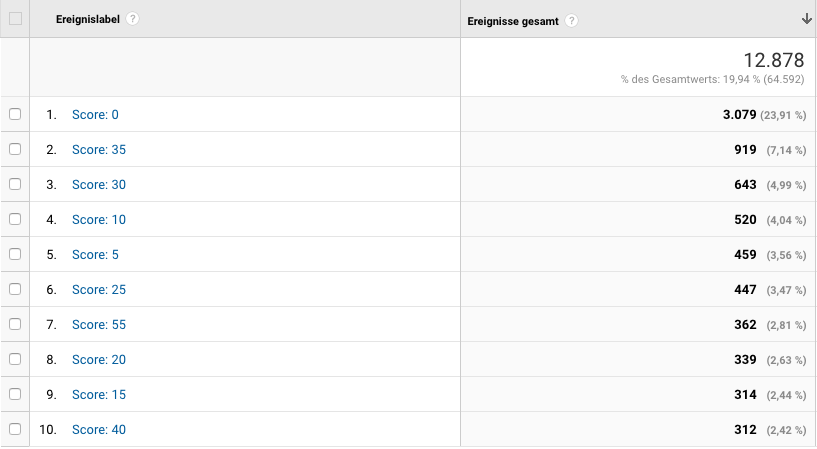 Ereignislabel ? Ereignisse gesamt ?
12.878
% des Gesamtwerts: 19,94 % (64.592)
1. Score: 0 3.079 (23,91 %)
2. Score: 35 919 (7,14 %)
3. Score: 30 643 (4,99 %)
4. Score: 10 520 (4,04 %)
5. Score: 5 459 (3,56 %)
6. Score: 25 447 (3,47 %)
7. Score: 55 362 (2,81 %)
8. Score: 20 339 (2,63 %)
9. Score: 15 314 (2,44 %)
10. Score: 40 312 (2,42 %)